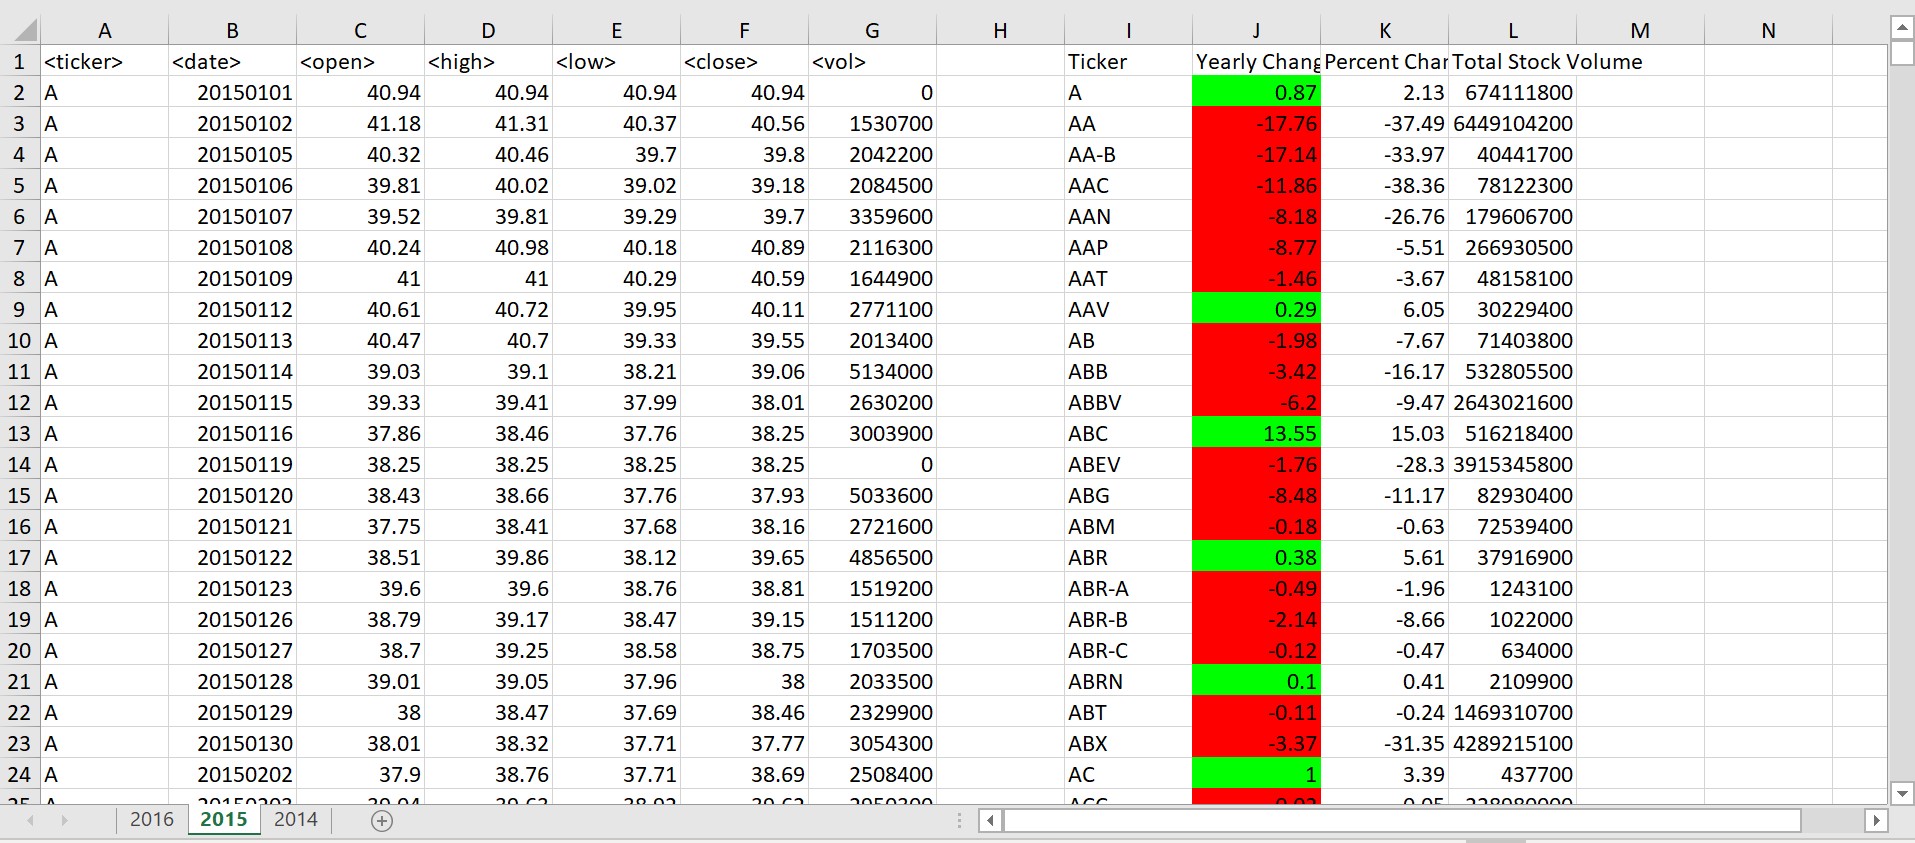 A B C D E F G H I J K L M N
1 <ticker> <date> <open> <high> <low> <close> <vol> Ticker Yearly Chang Percent Char Total Stock Volume
2 A 20150101 40.94 40.94 40.94 40.94 0 A 0.87 2.13 674111800
3 A 20150102 41.18 41.31 40.37 40.56 1530700 AA -17.76 -37.49 6449104200
4 A 20150105 40.32 40.46 39.7 39.8 2042200 AA-B -17.14 -33.97 40441700
5 A 20150106 39.81 40.02 39.02 39.18 2084500 AAC -11.86 -38.36 78122300
6 A 20150107 39.52 39.81 39.29 39.7 3359600 AAN -8.18 -26.76 179606700
7 A 20150108 40.24 40.98 40.18 40.89 2116300 AAP -8.77 -5.51 266930500
8 A 20150109 41 41 40.29 40.59 1644900 AAT -1.46 -3.67 48158100
9 A 20150112 40.61 40.72 39.95 40.11 2771100 AAV 0.29 6.05 30229400
10 A 20150113 40.47 40.7 39.33 39.55 2013400 AB -1.98 -7.67 71403800
11 A 20150114 39.03 39.1 38.21 39.06 5134000 ABB -3.42 -16.17 532805500
12 A 20150115 39.33 39.41 37.99 38.01 2630200 ABBV -6.2 -9.47 2643021600
13 A 20150116 37.86 38.46 37.76 38.25 3003900 ABC 13.55 15.03 516218400
14 A 20150119 38.25 38.25 38.25 38.25 0 ABEV -1.76 -28.3 3915345800
15 A 20150120 38.43 38.66 37.76 37.93 5033600 ABG -8.48 -11.17 82930400
16 A 20150121 37.75 38.41 37.68 38.16 2721600 ABM -0.18 -0.63 72539400
17 A 20150122 38.51 39.86 38.12 39.65 4856500 ABR 0.38 5.61 37916900
18 A 20150123 39.6 39.6 38.76 38.81 1519200 ABR-A -0.49 -1.96 1243100
19 A 20150126 38.79 39.17 38.47 39.15 1511200 ABR-B -2.14 -8.66 1022000
20 A 20150127 38.7 39.25 38.58 38.75 1703500 ABR-C -0.12 -0.47 634000
21 A 20150128 39.01 39.05 37.96 38 2033500 ABRN 0.1 0.41 2109900
22 A 20150129 38 38.47 37.69 38.46 2329900 ABT -0.11 -0.24 1469310700
23 A 20150130 38.01 38.32 37.71 37.77 3054300 ABX -3.37 -31.35 4289215100
24 A 20150202 37.9 38.76 37.71 38.69 2508400 AC 1 3.39 437700
2016 2015 2014